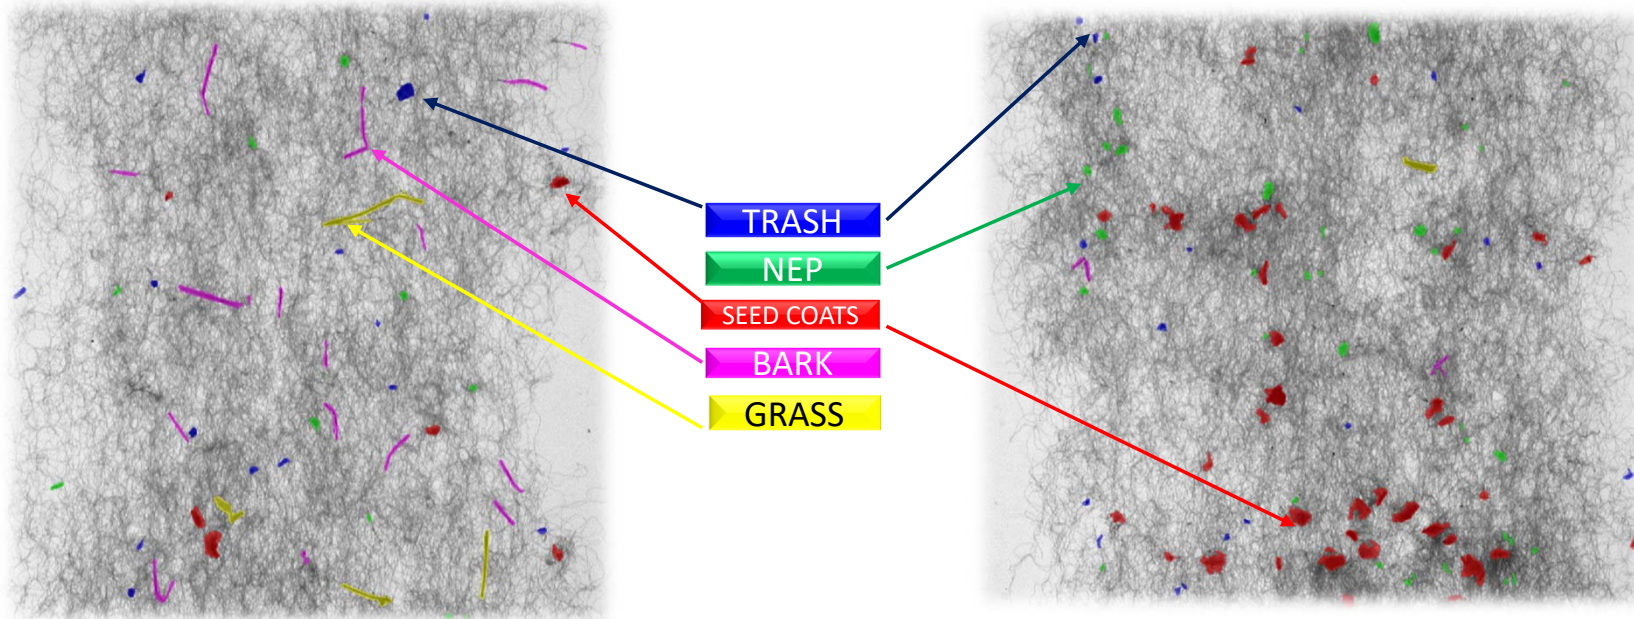 TRASH
NEP
SEED COATS
BARK
GRASS